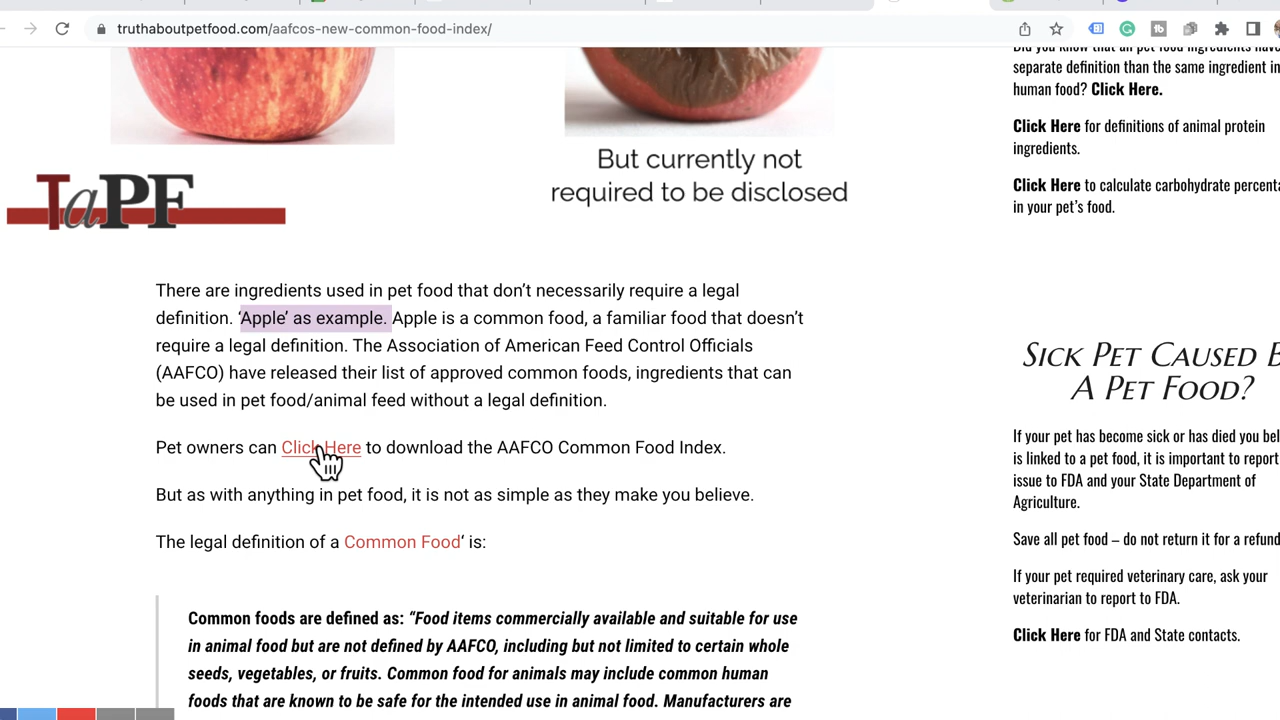 truthaboutpetfood.com/aafcos-new-common-food-index/
But currently not
required to be disclosed
TaPF
There are ingredients used in pet food that don't necessarily require a legal
definition. 'Apple' as example. Apple is a common food, a familiar food that doesn't
require a legal definition. The Association of American Feed Control Officials
(AAFCO) have released their list of approved common foods, ingredients that can
be used in pet food/animal feed without a legal definition.
Pet owners can Click Here to download the AAFCO Common Food Index.
But as with anything in pet food, it is not as simple as they make you believe.
The legal definition of a Common Food' is:
Common foods are defined as: "Food items commercially available and suitable for use
in animal food but are not defined by AAFCO, including but not limited to certain whole
seeds, vegetables, or fruits. Common food for animals may include common human
foods that are known to be safe for the intended use in animal food. Manufacturers are
Did you know that all pet food ingredients have
separate definition than the same ingredient in
human food? Click Here.
Click Here for definitions of animal protein
ingredients.
Click Here to calculate carbohydrate percenta
in your pet's food.
Sick Pet Caused B
A Pet Food?
If your pet has become sick or has died you bel
is linked to a pet food, it is important to report
issue to FDA and your State Department of
Agriculture.
Save all pet food – do not return it for a refund
If your pet required veterinary care, ask your
veterinarian to report to FDA.
Click Here for FDA and State contacts.